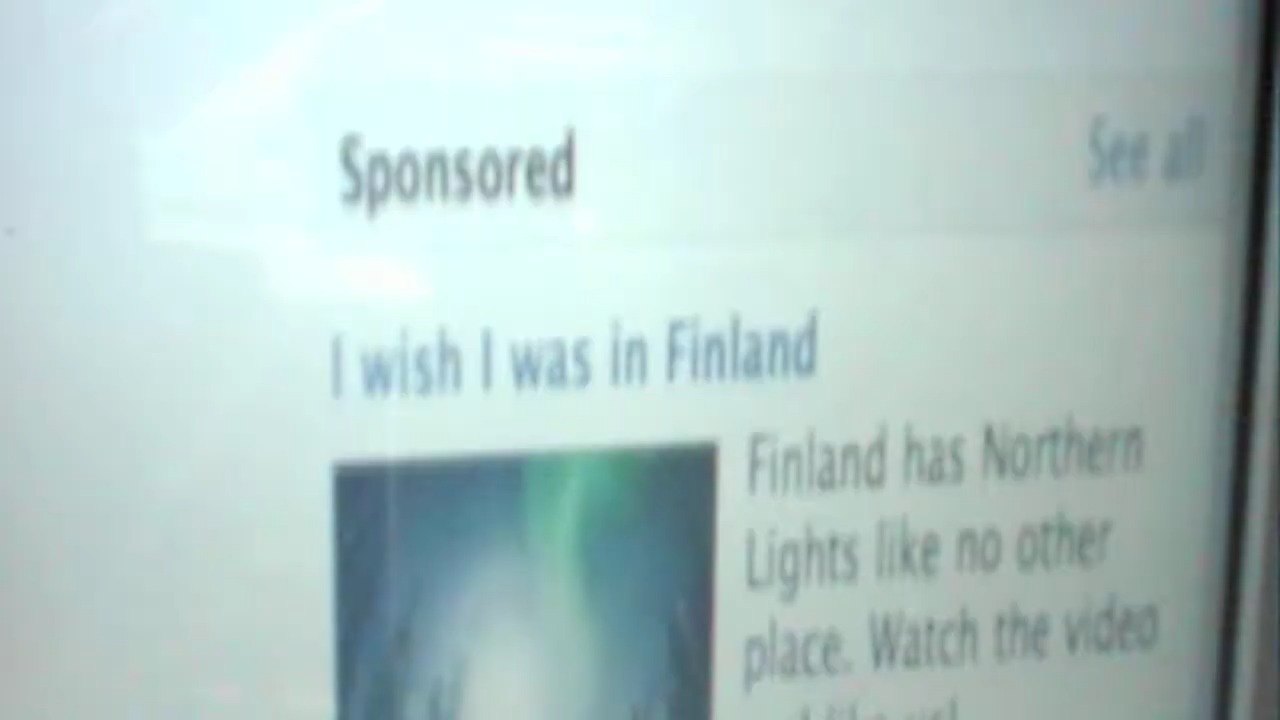 Sponsored See all
I wish I was in Finland
Finland has Northern
Lights like no other
place. Watch the video